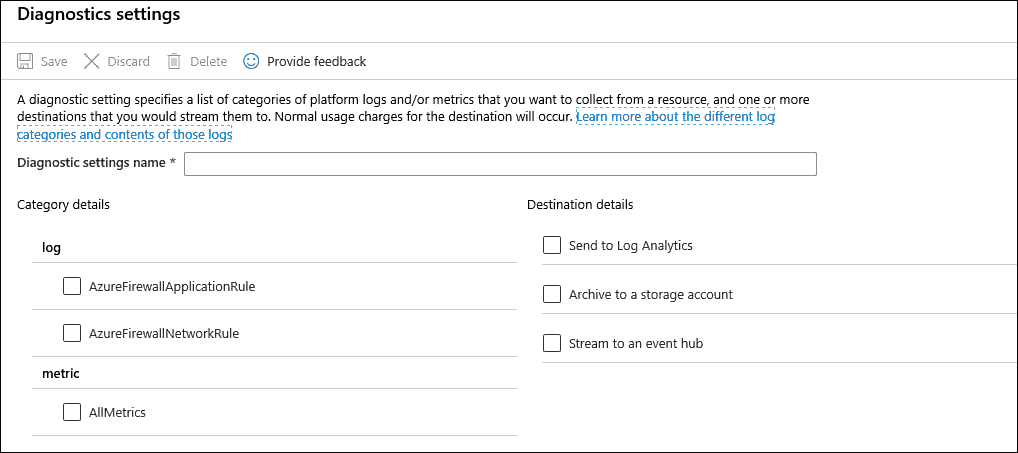 Diagnostics settings
Save Discard Delete Provide feedback
A diagnostic setting specifies a list of categories of platform logs and/or metrics that you want to collect from a resource, and one or more
destinations that you would stream them to. Normal usage charges for the destination will occur. Learn more about the different log
categories and contents of those logs
Diagnostic settings name *
Category details
Destination details
log
Send to Log Analytics
AzureFirewallApplicationRule
Archive to a storage account
AzureFirewallNetworkRule
Stream to an event hub
metric
AllMetrics